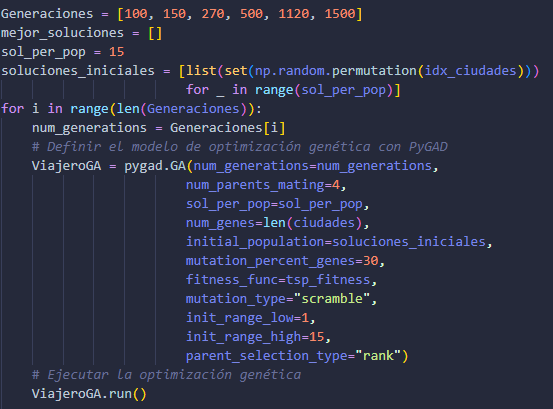 Generaciones = [100, 150, 270, 500, 1120, 1500]
mejor_soluciones = []
sol_per_pop = 15
soluciones_iniciales = [list(set(np.random.permutation(idx_ciudades)))
                       for _ in range(sol_per_pop)]
for i in range(len(Generaciones)):
    num_generations = Generaciones[i]
    # Definir el modelo de optimización genética con PyGAD
    ViajeroGA = pygad.GA(num_generations=num_generations,
                       num_parents_mating=4,
                       sol_per_pop=sol_per_pop,
                       num_genes=len(ciudades),
                       initial_population=soluciones_iniciales,
                       mutation_percent_genes=30,
                       fitness_func=tsp_fitness,
                       mutation_type="scramble",
                       init_range_low=1,
                       init_range_high=15,
                       parent_selection_type="rank")
    # Ejecutar la optimización genética
    ViajeroGA.run()